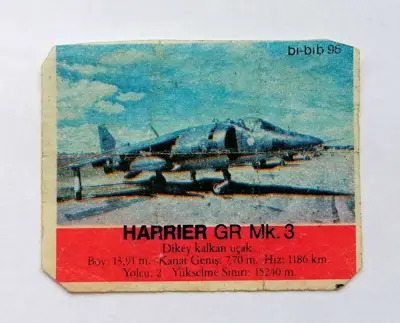 bi-bib 96
HARRIER GR Mk.3
Dikey kalkan uçak
Boy: 13,91 m. Kanat Geniş: 7,70 m. Hız: 1186 km
Yolcu: 2 Yükselme Sınırı: 15240 m.